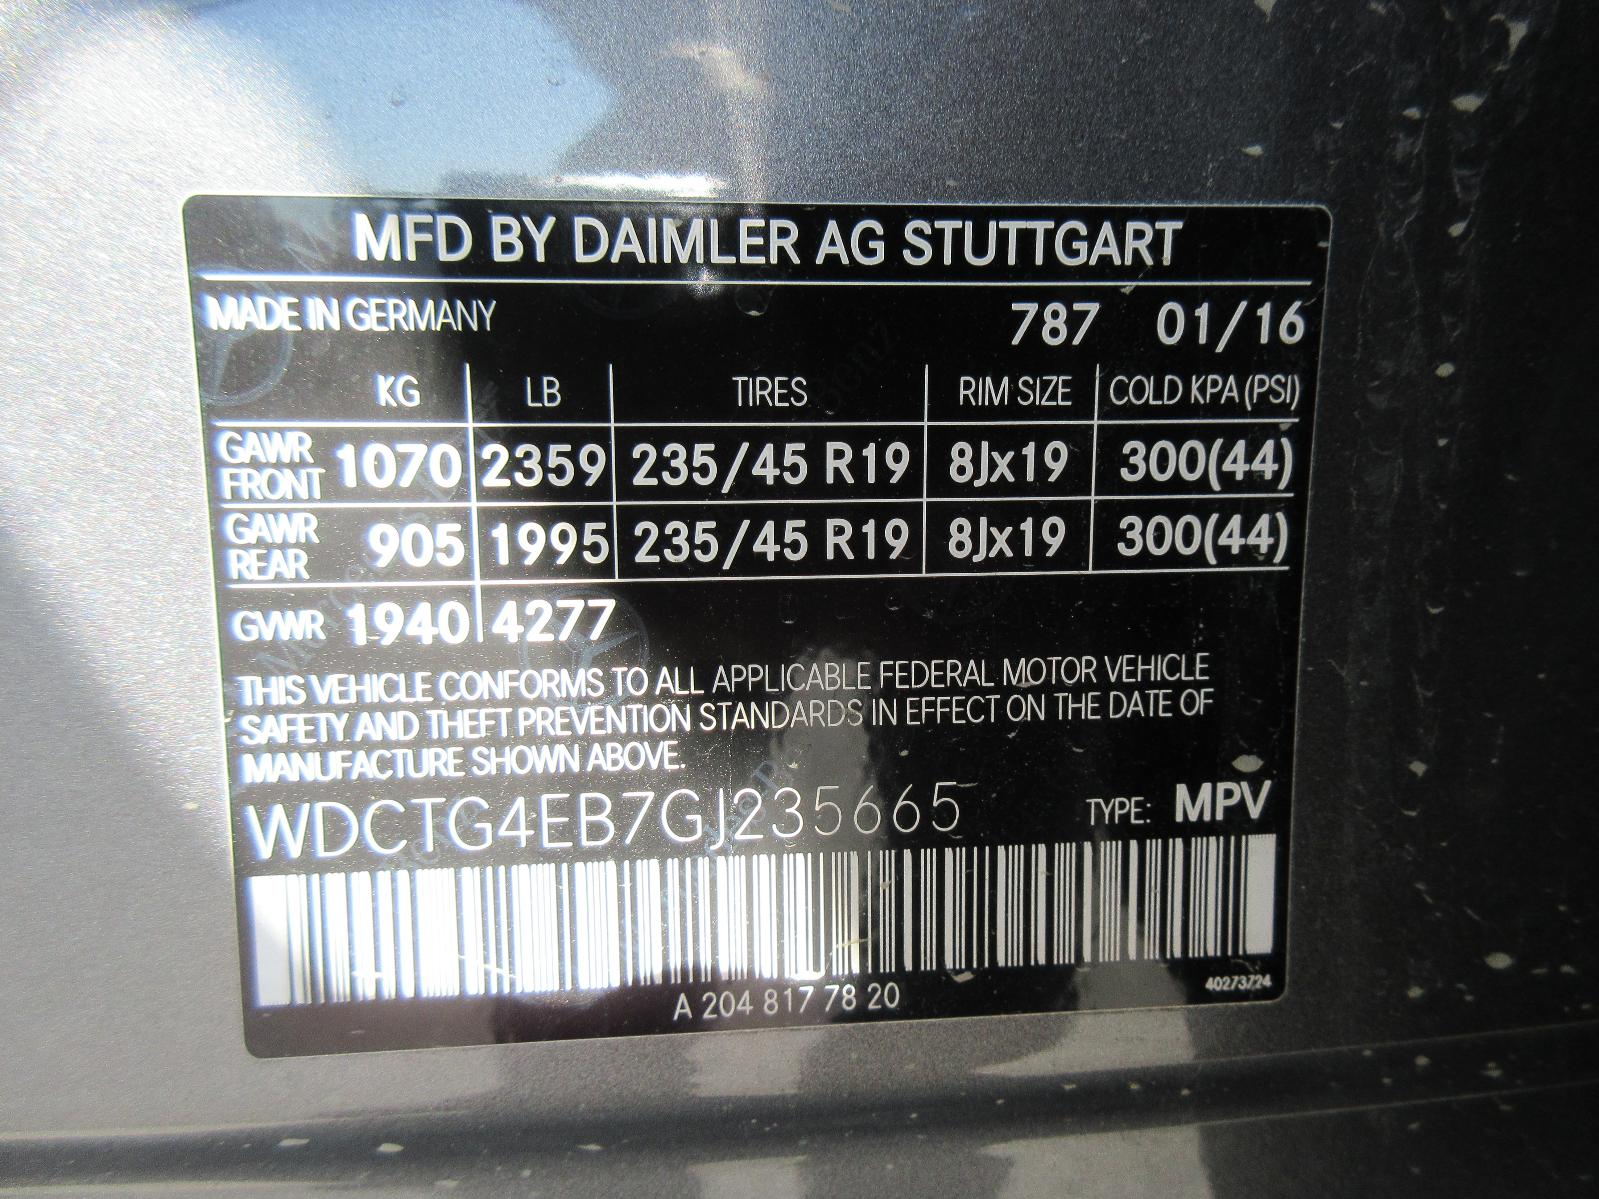 MFD BY DAIMLER AG STUTTGART
MADE IN GERMANY 787 01/16
KG LB TIRES RIM SIZE COLD KPA (PSI)
GAWR FRONT 1070 2359 235/45 R19 8Jx19 300(44)
GAWR REAR 905 1995 235/45 R19 8Jx19 300(44)
GVWR 1940 4277
THIS VEHICLE CONFORMS TO ALL APPLICABLE FEDERAL MOTOR VEHICLE
SAFETY AND THEFT PREVENTION STANDARDS IN EFFECT ON THE DATE OF
MANUFACTURE SHOWN ABOVE.
WDCTG4EB7GJ235665 TYPE: MPV
A 204 817 78 20 40273724